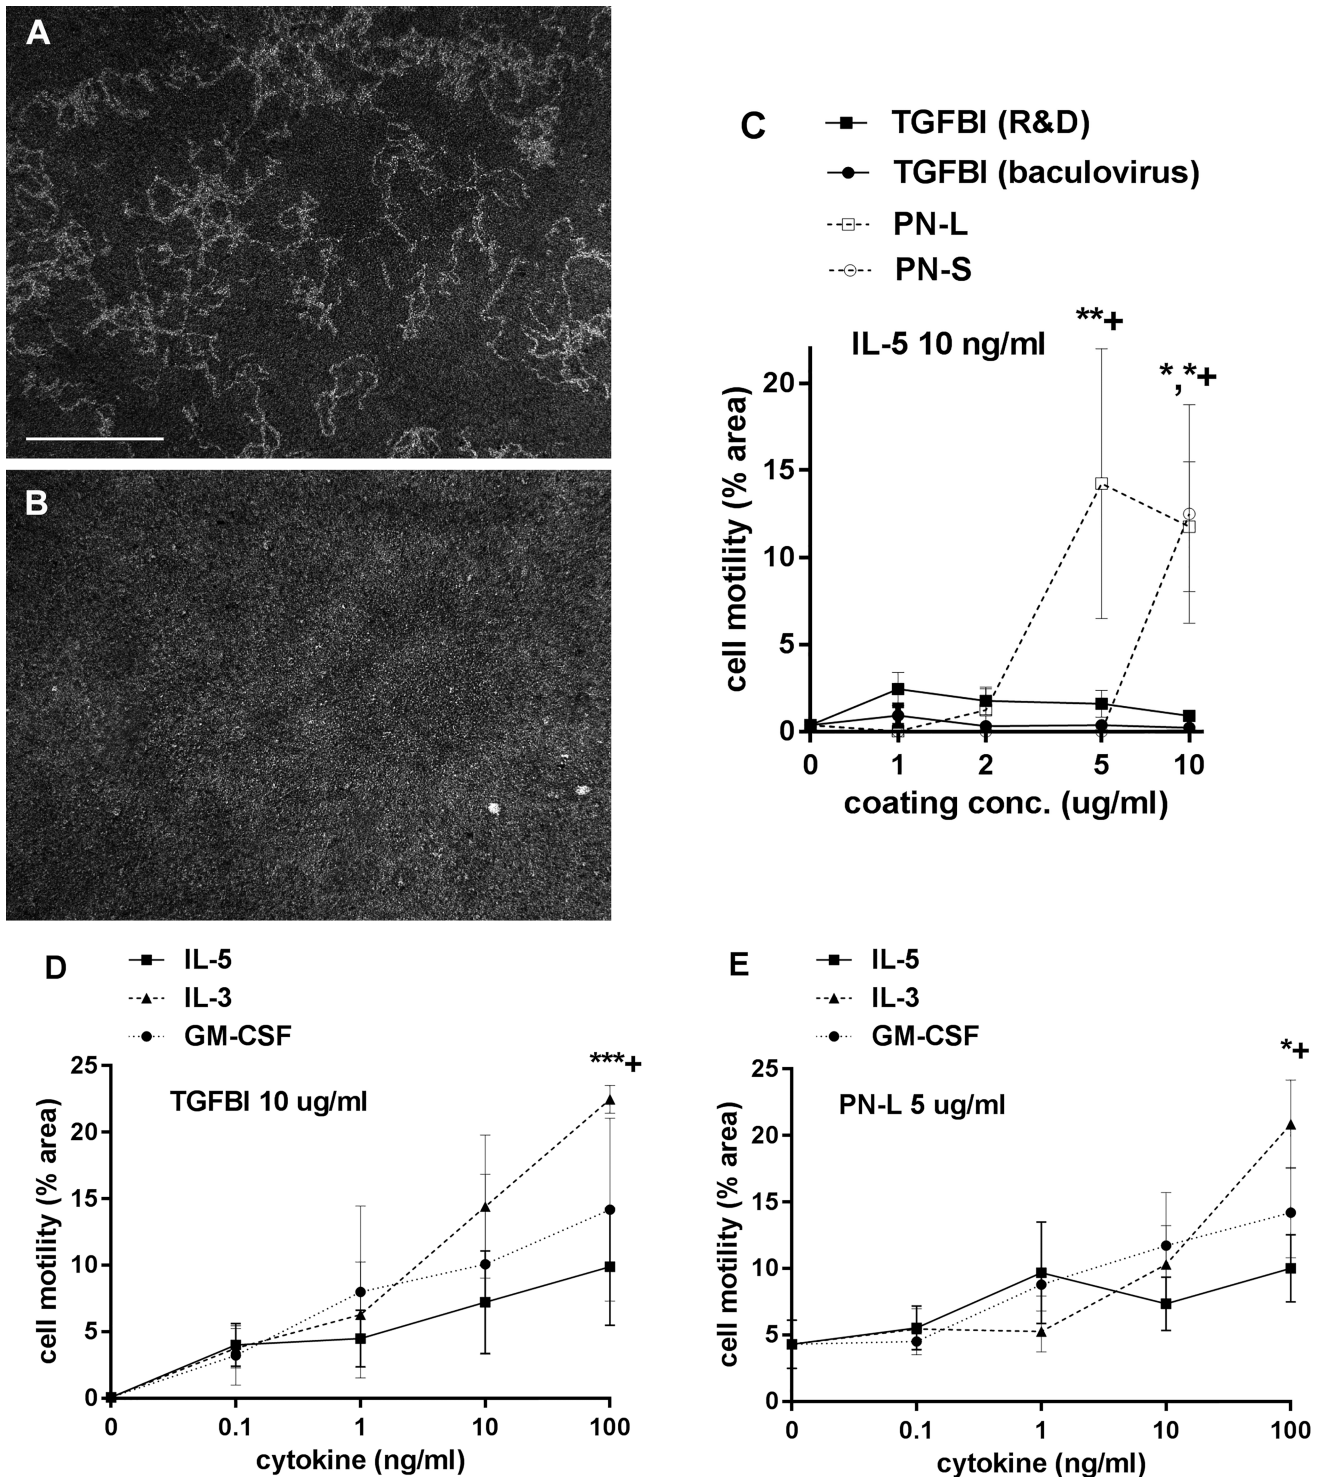 A
B
C
TGFBI (R&D)
TGFBI (baculovirus)
PN-L
PN-S
**+
IL-5 10 ng/ml
*,*+
20
15
10
5
0
cell motility (% area)
0 1 2 5 10
coating conc. (ug/ml)
D
IL-5
IL-3
GM-CSF
***+
TGFBI 10 ug/ml
25
20
15
10
5
0
cell motility (% area)
0 0.1 1 10 100
cytokine (ng/ml)
E
IL-5
IL-3
GM-CSF
*+
PN-L 5 ug/ml
25
20
15
10
5
0
cell motility (% area)
0 0.1 1 10 100
cytokine (ng/ml)